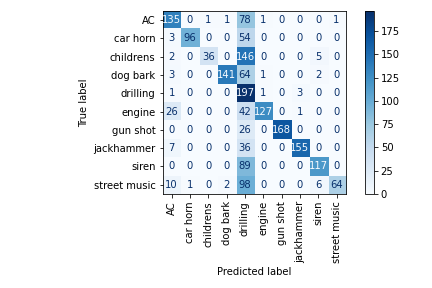 AC 135 0 1 1 78 1 0 0 0 1
car horn 3 96 0 0 54 0 0 0 0 0
childrens 2 0 36 0 146 0 0 0 5 0
dog bark 3 0 0 141 64 1 0 0 2 0
drilling 1 0 0 0 197 1 0 3 0 0
engine 26 0 0 0 42 127 0 1 0 0
gun shot 0 0 0 0 26 0 168 0 0 0
jackhammer 7 0 0 0 36 0 0 155 0 0
siren 0 0 0 0 89 0 0 0 117 0
street music 10 1 0 2 98 0 0 0 6 64
True label
AC car horn childrens dog bark drilling engine gun shot jackhammer siren street music
Predicted label
175
150
125
100
75
50
25
0